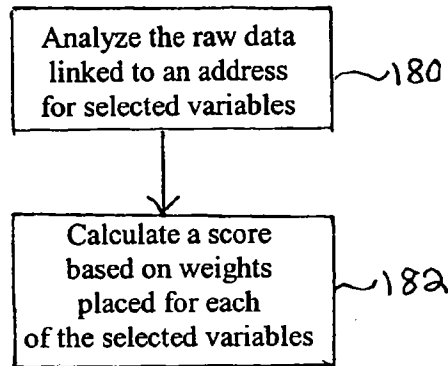 Analyze the raw data
linked to an address
for selected variables
180
Calculate a score
based on weights
placed for each
of the selected variables
182